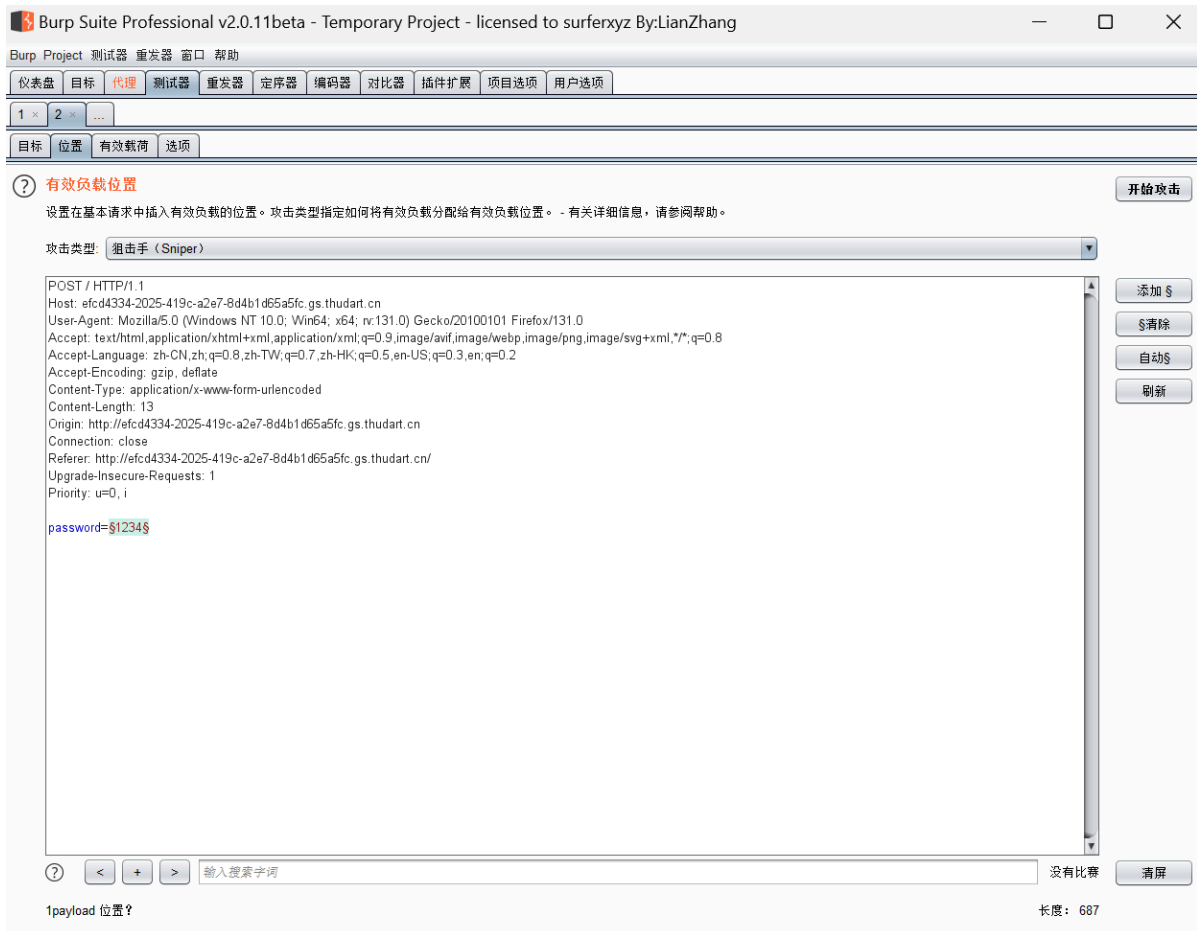 Burp Suite Professional v2.0.11beta - Temporary Project - licensed to surferxyz By:LianZhang
Burp Project 测试器 重发器 窗口 帮助
仪表盘 目标 代理 测试器 重发器 定序器 编码器 对比器 插件扩展 项目选项 用户选项
1 × 2 × ...
目标 位置 有效载荷 选项
? 有效负载位置 开始攻击
设置在基本请求中插入有效负载的位置。攻击类型指定如何将有效负载分配给有效负载位置。 - 有关详细信息，请参阅帮助。
攻击类型: 狙击手（Sniper）
POST / HTTP/1.1
Host: efcd4334-2025-419c-a2e7-8d4b1d65a5fc.gs.thudart.cn
User-Agent: Mozilla/5.0 (Windows NT 10.0; Win64; x64; rv:131.0) Gecko/20100101 Firefox/131.0
Accept: text/html,application/xhtml+xml,application/xml;q=0.9,image/avif,image/webp,image/png,image/svg+xml,*/*;q=0.8
Accept-Language: zh-CN,zh;q=0.8,zh-TW;q=0.7,zh-HK;q=0.5,en-US;q=0.3,en;q=0.2
Accept-Encoding: gzip, deflate
Content-Type: application/x-www-form-urlencoded
Content-Length: 13
Origin: http://efcd4334-2025-419c-a2e7-8d4b1d65a5fc.gs.thudart.cn
Connection: close
Referer: http://efcd4334-2025-419c-a2e7-8d4b1d65a5fc.gs.thudart.cn/
Upgrade-Insecure-Requests: 1
Priority: u=0, i
password=§1234§
添加 §
§清除
自动§
刷新
? < + > 输入搜索字词 没有比赛 清屏
1payload 位置? 长度： 687